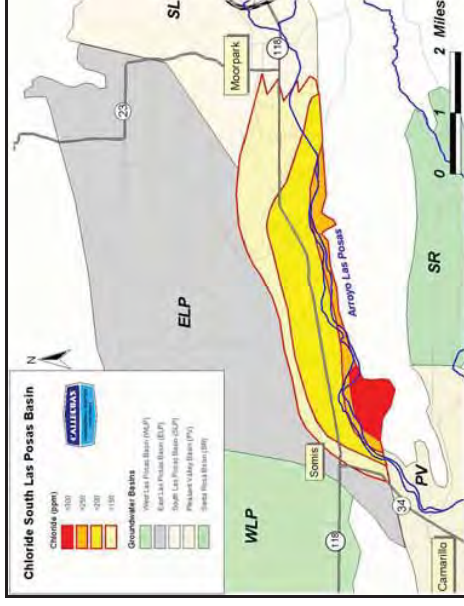 Chloride South Las Posas Basin
CALLEGUAS
Chloride (ppm)
>300
>250
>200
>150
Groundwater Basins
West Las Posas Basin (WLP)
East Las Posas Basin (ELP)
South Las Posas Basin (SLP)
Pleasant Valley Basin (PV)
Santa Rosa Basin (SR)
N
23
SL
Moorpark
118
ELP
Arroyo Las Posas
WLP
Somis
118
34
PV
Camarillo
SR
0 1 2 Miles